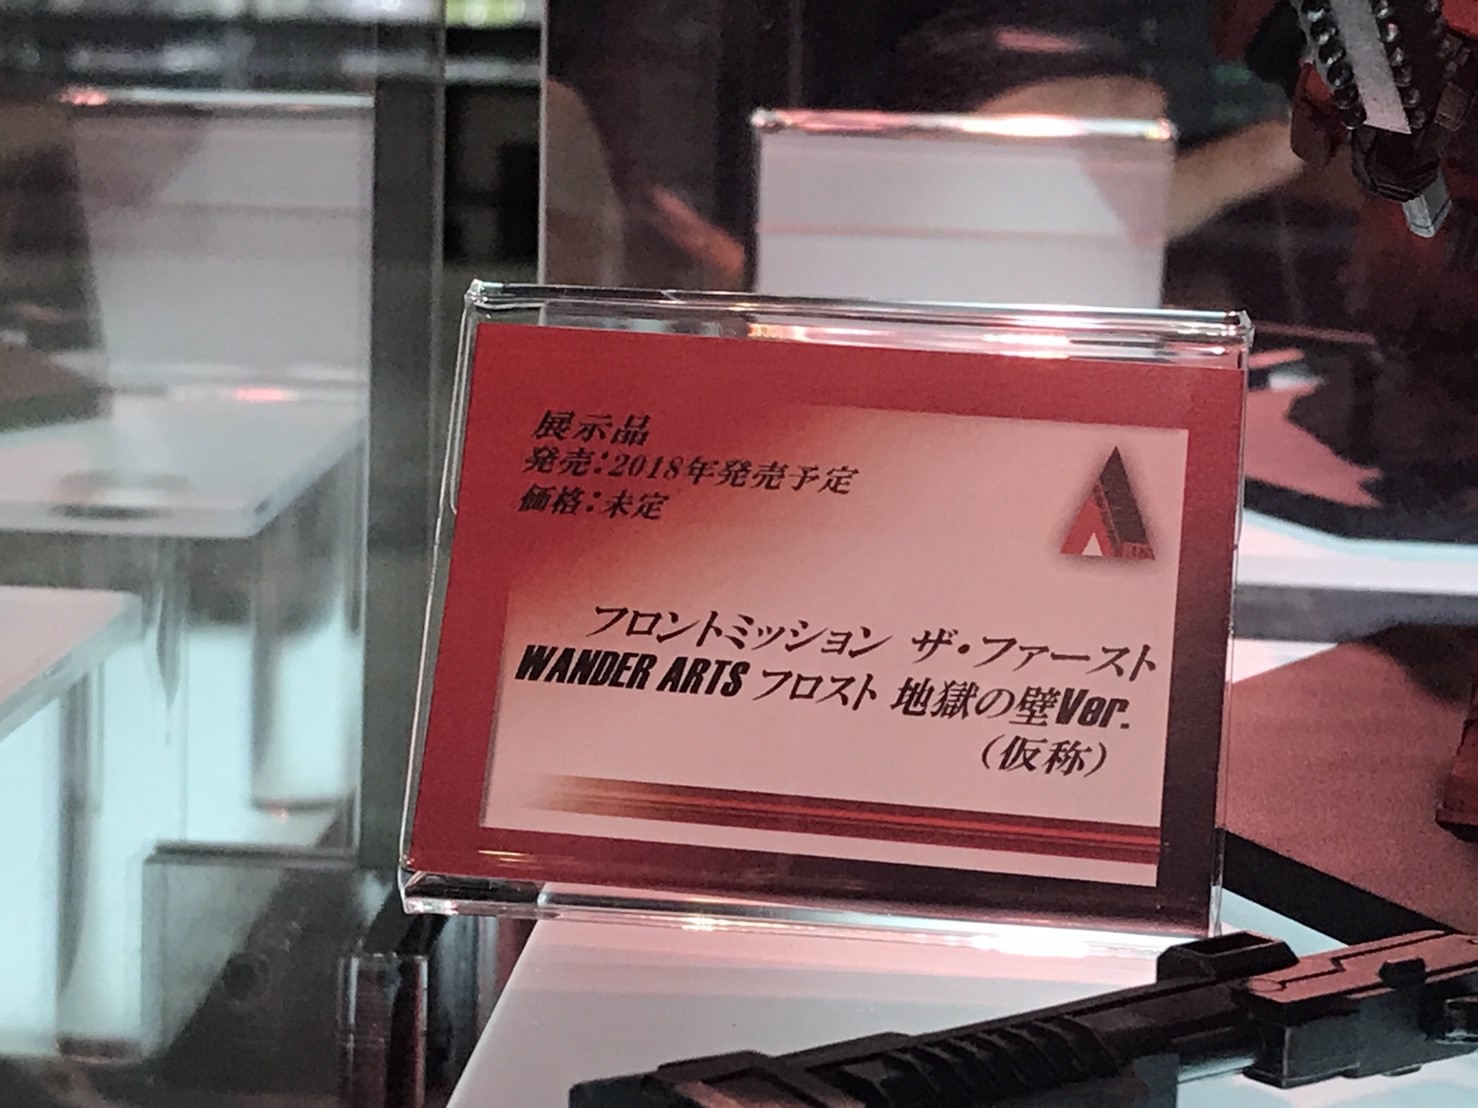 展示品
発売:2018年発売予定
価格:未定
フロントミッション ザ・ファースト
WANDER ARTS フロスト 地獄の壁Ver.
(仮称)